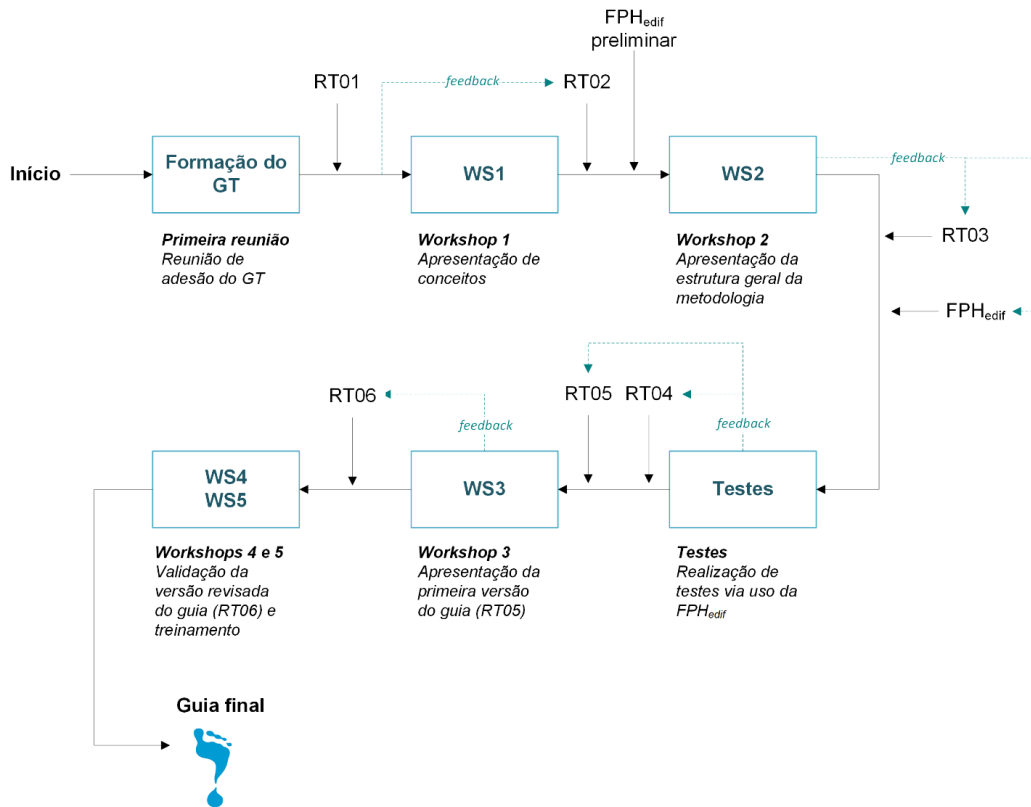 FPHedif
preliminar
RT01
feedback
RT02
Início
Formação do
GT
WS1
WS2
feedback
Primeira reunião
Reunião de
adesão do GT
Workshop 1
Apresentação de
conceitos
Workshop 2
Apresentação da
estrutura geral da
metodologia
RT03
FPHedif
RT06
feedback
RT05
RT04
feedback
WS4
WS5
WS3
Testes
Workshops 4 e 5
Validação da
versão revisada
do guia (RT06) e
treinamento
Workshop 3
Apresentação da
primeira versão
do guia (RT05)
Testes
Realização de
testes via uso da
FPHedif
Guia final